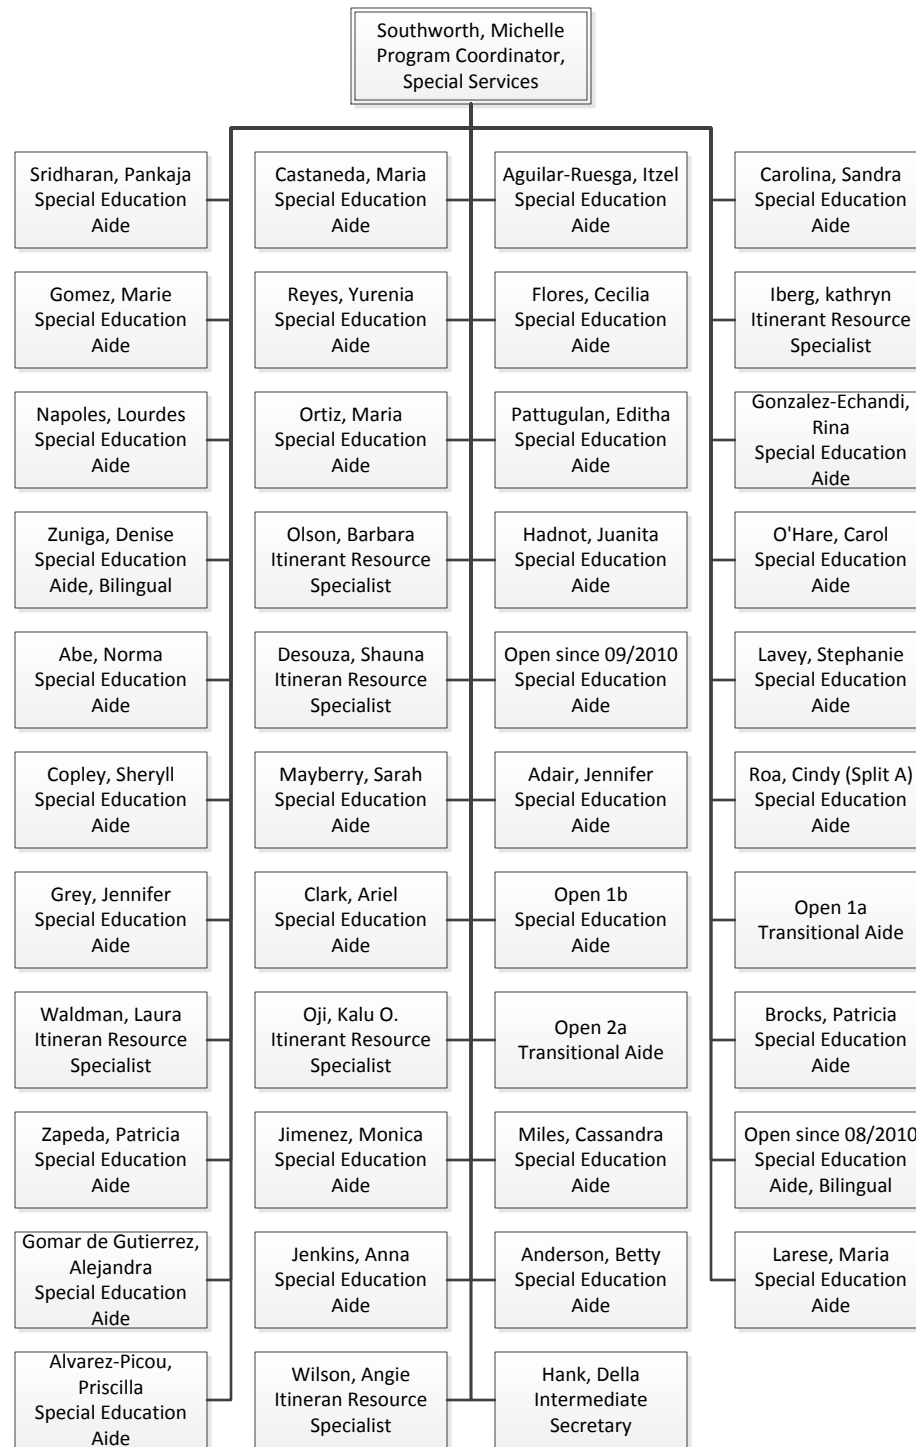 Southworth, Michelle
Program Coordinator,
Special Services
Sridharan, Pankaja
Special Education
Aide
Castaneda, Maria
Special Education
Aide
Aguilar-Ruesga, Itzel
Special Education
Aide
Carolina, Sandra
Special Education
Aide
Gomez, Marie
Special Education
Aide
Reyes, Yurenia
Special Education
Aide
Flores, Cecilia
Special Education
Aide
Iberg, kathryn
Itinerant Resource
Specialist
Napoles, Lourdes
Special Education
Aide
Ortiz, Maria
Special Education
Aide
Pattugulan, Editha
Special Education
Aide
Gonzalez-Echandi,
Rina
Special Education
Aide
Zuniga, Denise
Special Education
Aide, Bilingual
Olson, Barbara
Itinerant Resource
Specialist
Hadnot, Juanita
Special Education
Aide
O'Hare, Carol
Special Education
Aide
Abe, Norma
Special Education
Aide
Desouza, Shauna
Itineran Resource
Specialist
Open since 09/2010
Special Education
Aide
Lavey, Stephanie
Special Education
Aide
Copley, Sheryll
Special Education
Aide
Mayberry, Sarah
Special Education
Aide
Adair, Jennifer
Special Education
Aide
Roa, Cindy (Split A)
Special Education
Aide
Grey, Jennifer
Special Education
Aide
Clark, Ariel
Special Education
Aide
Open 1b
Special Education
Aide
Open 1a
Transitional Aide
Waldman, Laura
Itineran Resource
Specialist
Oji, Kalu O.
Itinerant Resource
Specialist
Open 2a
Transitional Aide
Brocks, Patricia
Special Education
Aide
Zapeda, Patricia
Special Education
Aide
Jimenez, Monica
Special Education
Aide
Miles, Cassandra
Special Education
Aide
Open since 08/2010
Special Education
Aide, Bilingual
Gomar de Gutierrez,
Alejandra
Special Education
Aide
Jenkins, Anna
Special Education
Aide
Anderson, Betty
Special Education
Aide
Larese, Maria
Special Education
Aide
Alvarez-Picou,
Priscilla
Special Education
Aide
Wilson, Angie
Itineran Resource
Specialist
Hank, Della
Intermediate
Secretary